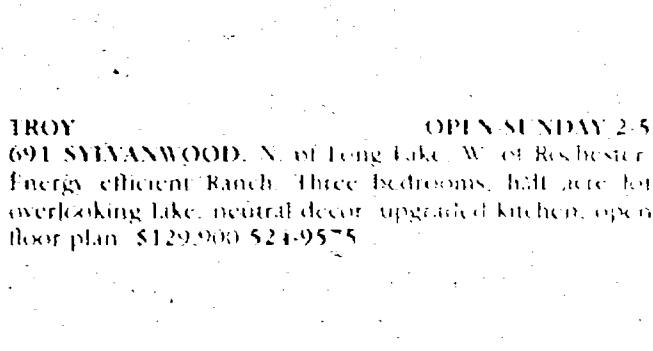 TROY OPEN SUNDAY 2-5
691 SYLVANWOOD. N. of Long Lake, W. of Rochester.
Energy efficient Ranch. Three bedrooms, half acre lot
overlooking lake, neutral decor, upgraded kitchen, open
floor plan. $129,900 524-9575